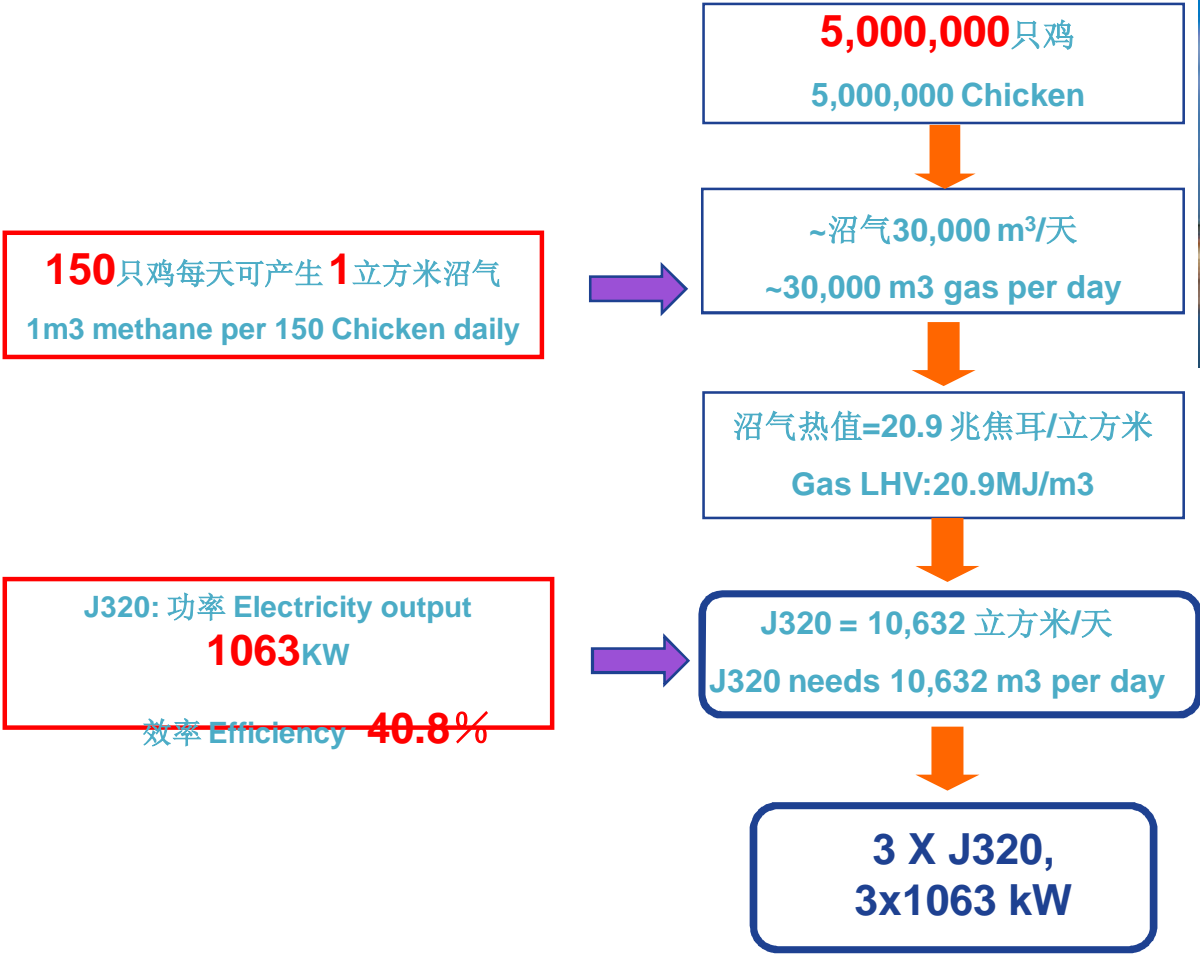 5,000,000只鸡
5,000,000 Chicken
~沼气30,000 m³/天
~30,000 m3 gas per day
150只鸡每天可产生 1立方米沼气
1m3 methane per 150 Chicken daily
沼气热值=20.9 兆焦耳/立方米
Gas LHV:20.9MJ/m3
J320: 功率 Electricity output
1063KW
效率 Efficiency 40.8%
J320 = 10,632 立方米/天
J320 needs 10,632 m3 per day
3 X J320,
3x1063 kW